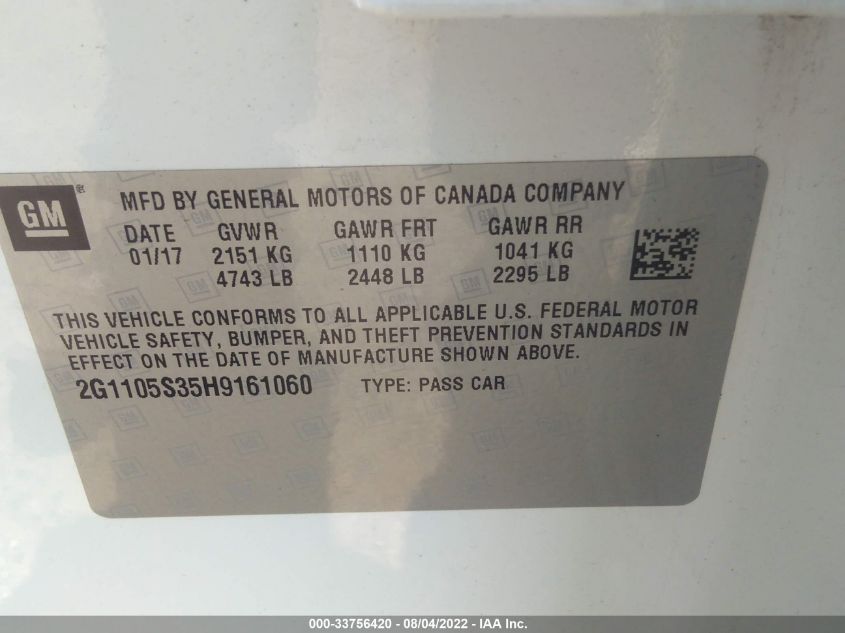 GM®
MFD BY GENERAL MOTORS OF CANADA COMPANY
DATE GVWR GAWR FRT GAWR RR
01/17 2151 KG 1110 KG 1041 KG
4743 LB 2448 LB 2295 LB
THIS VEHICLE CONFORMS TO ALL APPLICABLE U.S. FEDERAL MOTOR
VEHICLE SAFETY, BUMPER, AND THEFT PREVENTION STANDARDS IN
EFFECT ON THE DATE OF MANUFACTURE SHOWN ABOVE.
2G1105S35H9161060 TYPE: PASS CAR
000-33756420 - 08/04/2022 - IAA Inc.